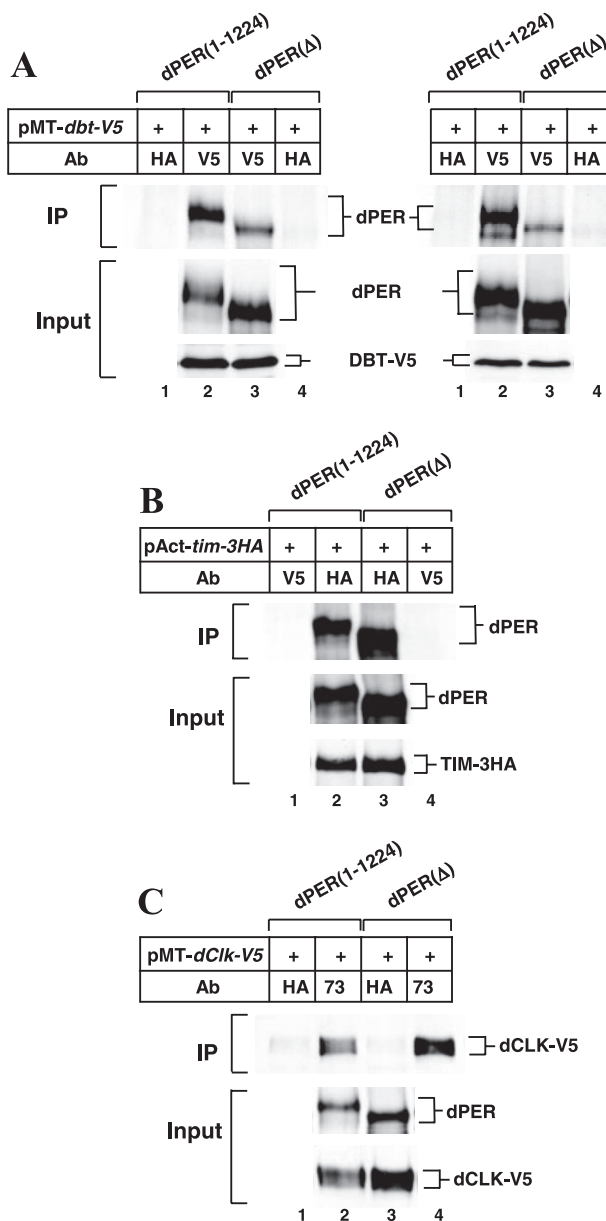 A
dPER(1-1224) dPER(Δ) dPER(1-1224) dPER(Δ)
pMT-dbt-V5 + + + + + + + +
Ab HA V5 V5 HA HA V5 V5 HA
IP dPER
Input dPER
DBT-V5
1 2 3 4 1 2 3 4
B
dPER(1-1224) dPER(Δ)
pAct-tim-3HA + + + +
Ab V5 HA HA V5
IP dPER
Input dPER
TIM-3HA
1 2 3 4
C
dPER(1-1224) dPER(Δ)
pMT-dClk-V5 + + + +
Ab HA 73 HA 73
IP dCLK-V5
Input dPER
dCLK-V5
1 2 3 4